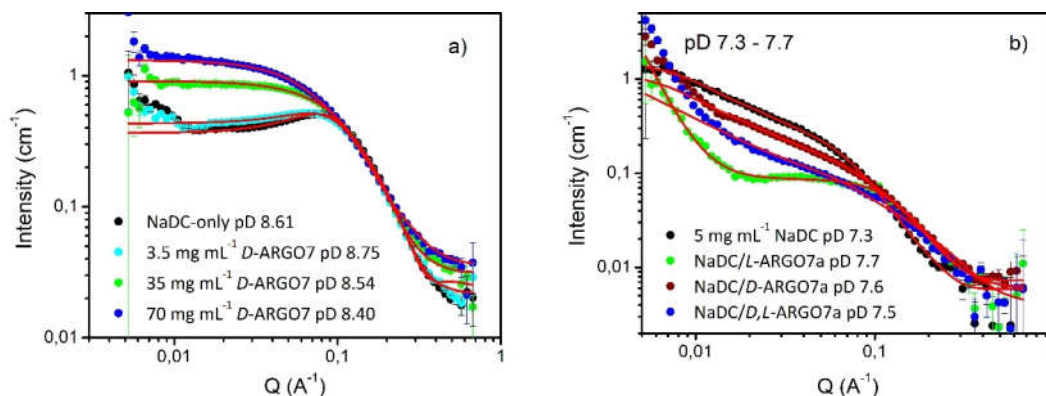 a)
1
0,1
0,01
Intensity (cm⁻¹)
NaDC-only pD 8.61
3.5 mg mL⁻¹ D-ARGO7 pD 8.75
35 mg mL⁻¹ D-ARGO7 pD 8.54
70 mg mL⁻¹ D-ARGO7 pD 8.40
0,01 0,1 1
Q (A⁻¹)
pD 7.3 - 7.7 b)
1
0,1
0,01
Intensity (cm⁻¹)
5 mg mL⁻¹ NaDC pD 7.3
NaDC/L-ARGO7a pD 7.7
NaDC/D-ARGO7a pD 7.6
NaDC/D,L-ARGO7a pD 7.5
0,01 0,1 1
Q (A⁻¹)